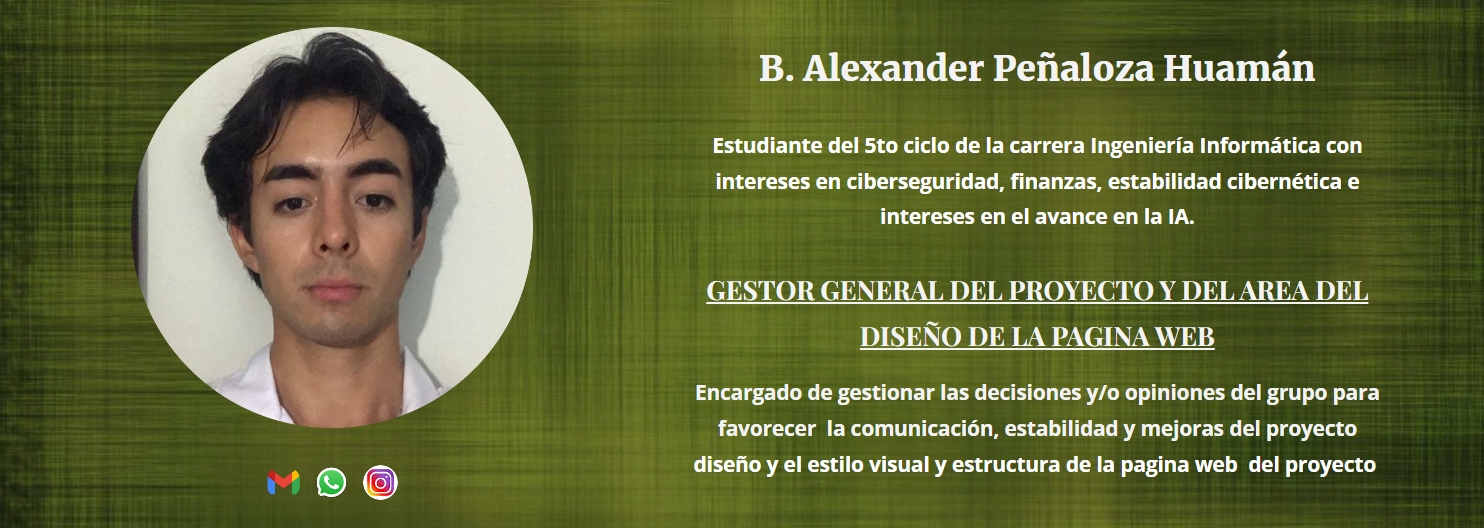 B. Alexander Peñaloza Huamán
Estudiante del 5to ciclo de la carrera Ingeniería Informática con
intereses en ciberseguridad, finanzas, estabilidad cibernética e
intereses en el avance en la IA.
GESTOR GENERAL DEL PROYECTO Y DEL AREA DEL
DISEÑO DE LA PAGINA WEB
Encargado de gestionar las decisiones y/o opiniones del grupo para
favorecer  la comunicación, estabilidad y mejoras del proyecto
diseño y el estilo visual y estructura de la pagina web  del proyecto